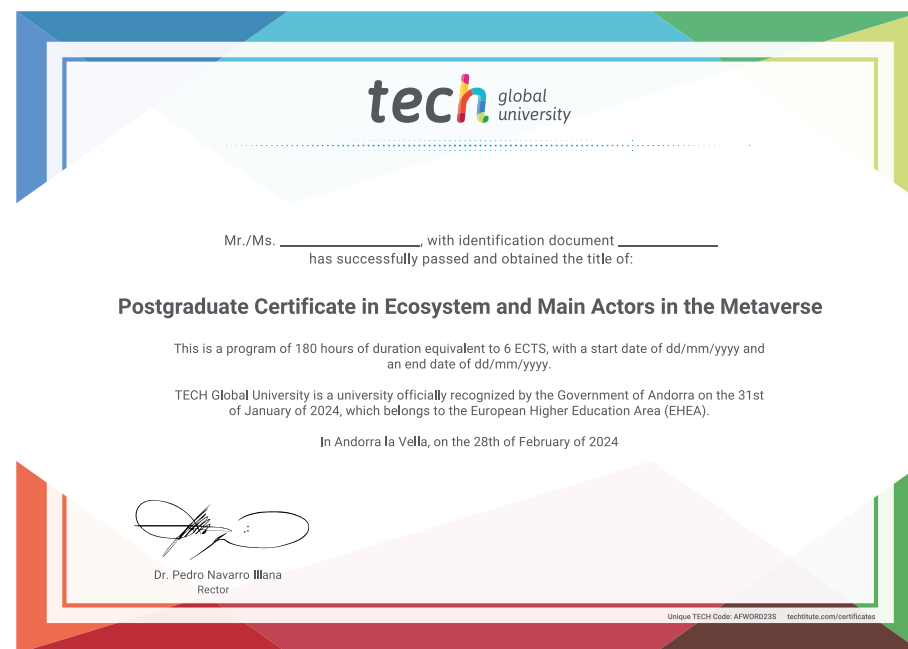 tech global university
Mr./Ms. ____________________, with identification document ______________
has successfully passed and obtained the title of:
Postgraduate Certificate in Ecosystem and Main Actors in the Metaverse
This is a program of 180 hours of duration equivalent to 6 ECTS, with a start date of dd/mm/yyyy and
an end date of dd/mm/yyyy.
TECH Global University is a university officially recognized by the Government of Andorra on the 31st
of January of 2024, which belongs to the European Higher Education Area (EHEA).
In Andorra la Vella, on the 28th of February of 2024
Dr. Pedro Navarro Illana
Rector
Unique TECH Code: AFWORD23S techtitute.com/certificates